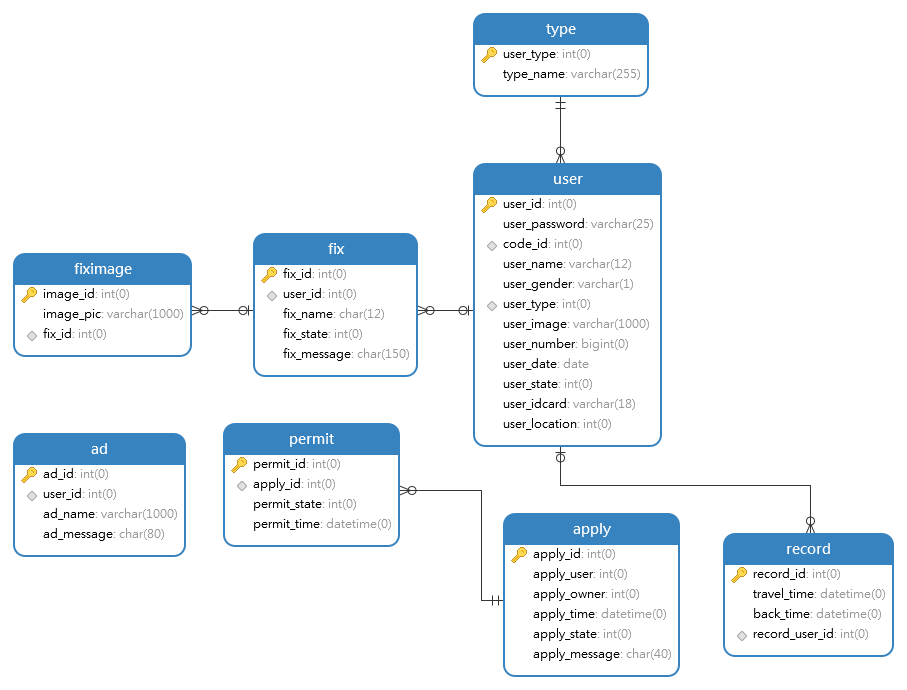 type
user_type: int(0)
type_name: varchar(255)
user
user_id: int(0)
user_password: varchar(25)
code_id: int(0)
user_name: varchar(12)
user_gender: varchar(1)
user_type: int(0)
user_image: varchar(1000)
user_number: bigint(0)
user_date: date
user_state: int(0)
user_idcard: varchar(18)
user_location: int(0)
fix
fix_id: int(0)
user_id: int(0)
fix_name: char(12)
fix_state: int(0)
fix_message: char(150)
fiximage
image_id: int(0)
image_pic: varchar(1000)
fix_id: int(0)
ad
ad_id: int(0)
user_id: int(0)
ad_name: varchar(1000)
ad_message: char(80)
permit
permit_id: int(0)
apply_id: int(0)
permit_state: int(0)
permit_time: datetime(0)
apply
apply_id: int(0)
apply_user: int(0)
apply_owner: int(0)
apply_time: datetime(0)
apply_state: int(0)
apply_message: char(40)
record
record_id: int(0)
travel_time: datetime(0)
back_time: datetime(0)
record_user_id: int(0)